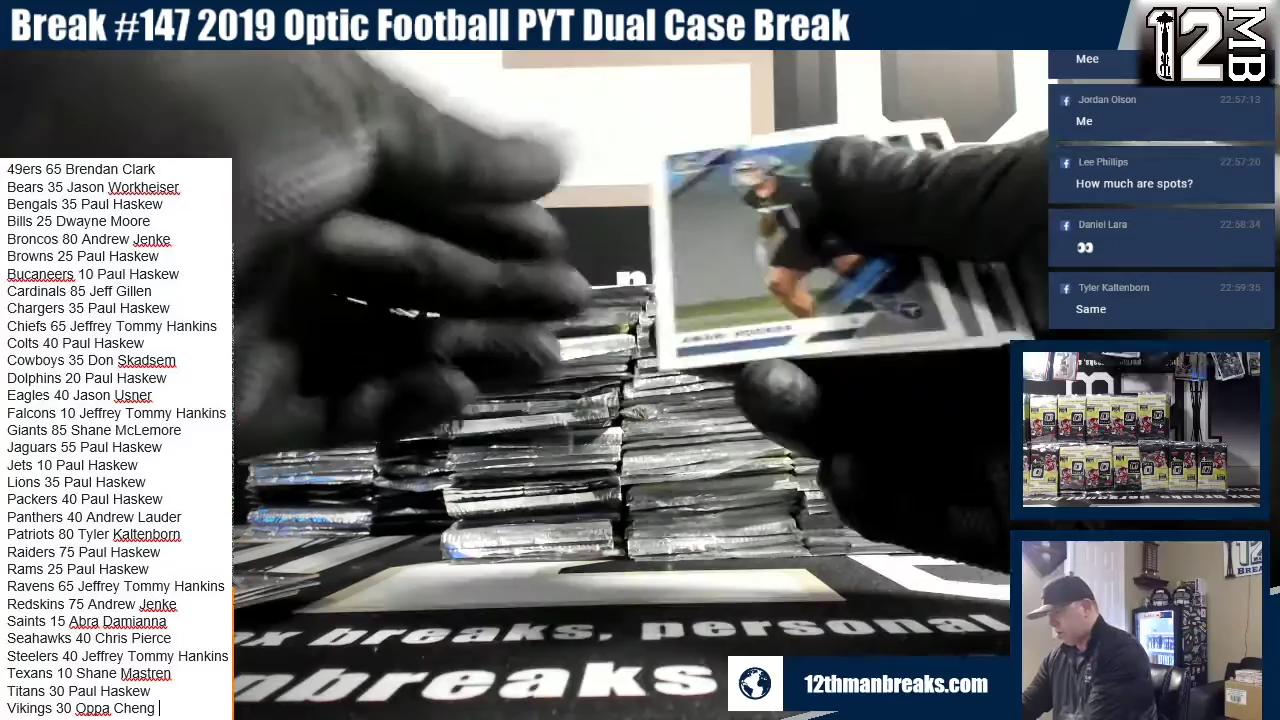 Break #147 2019 Optic Football PYT Dual Case Break
12
MB
49ers 65 Brendan Clark
Bears 35 Jason Workheiser
Bengals 35 Paul Haskew
Bills 25 Dwayne Moore
Broncos 80 Andrew Jenke
Browns 25 Paul Haskew
Bucaneers 10 Paul Haskew
Cardinals 85 Jeff Gillen
Chargers 35 Paul Haskew
Chiefs 65 Jeffrey Tommy Hankins
Cols 40 Paul Haskew
Cowboys 35 Don Skadsem
Dolphins 20 Paul Haskew
Eagles 40 Jason Usner
Falcons 10 Jeffrey Tommy Hankins
Giants 85 Shane McLemore
Jaguars 55 Paul Haskew
Jets 10 Paul Haskew
Lions 35 Paul Haskew
Packers 40 Paul Haskew
Panthers 40 Andrew Lauder
Patriots 80 Tyler Kaltenborn
Raiders 75 Paul Haskew
Rams 25 Paul Haskew
Ravens 65 Jeffrey Tommy Hankins
Redskins 75 Andrew Jenke
Saints 15 Abra Damianna
Seahawks 40 Chris Pierce
Steelers 40 Jeffrey Tommy Hankins
Texans 10 Shane Mastren
Titans 30 Paul Haskew
Vikings 30 Oppa Cheng
Mee
Jordan Olson 22:57:13
Me
Lee Phillips 22:57:20
How much are spots?
Daniel Lara 22:58:34
Tyler Kaltenborn 22:59:35
Same
breaks, personal
breaks
12thmanbreaks.com